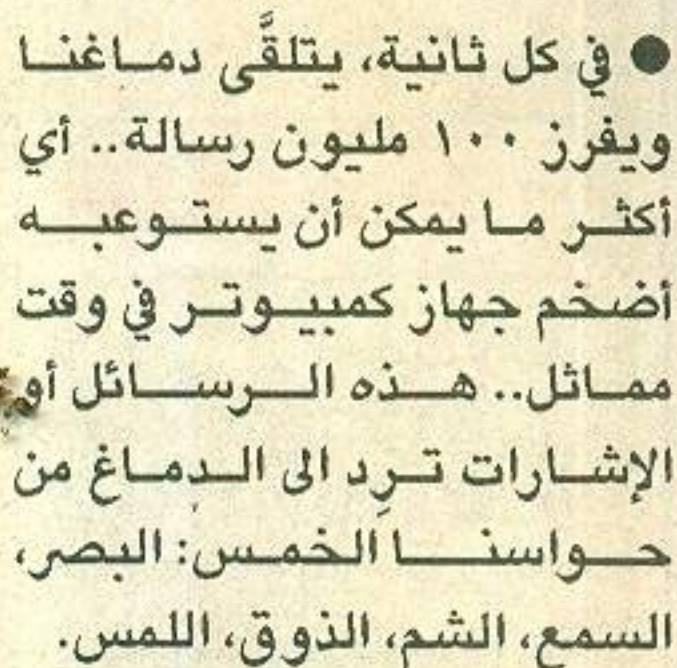 ● في كل ثانية، يتلقَّى دماغنا
ويفرز ١٠٠ مليون رسالة.. أي
أكثر ما يمكن أن يستوعبه
أضخم جهاز كمبيوتر في وقت
مماثل.. هذه الرسائل أو
الإشارات ترِد الى الدماغ من
حواسنا الخمس: البصر،
السمع، الشم، الذوق، اللمس.